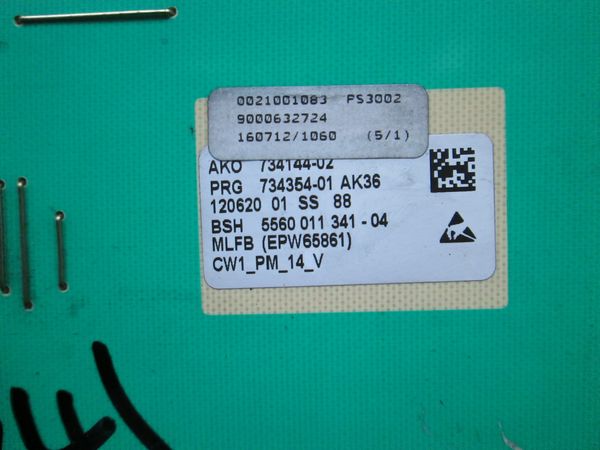 0021001083 PS3002
9000632724
160712/1060 (5/1)
AKO 734144-02
PRG 734354-01 AK36
120620 01 SS 88
BSH 5560 011 341 - 04
MLFB (EPW65861)
CW1_PM_14_V